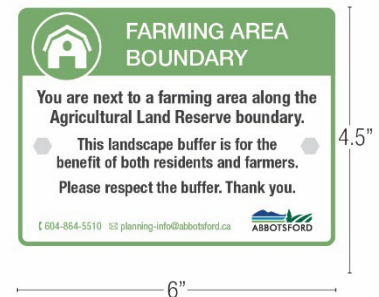 FARMING AREA
BOUNDARY
You are next to a farming area along the
Agricultural Land Reserve boundary.
This landscape buffer is for the
benefit of both residents and farmers.
Please respect the buffer. Thank you.
604-864-5510 planning-info@abbotsford.ca
ABBOTSFORD
4.5"
6"